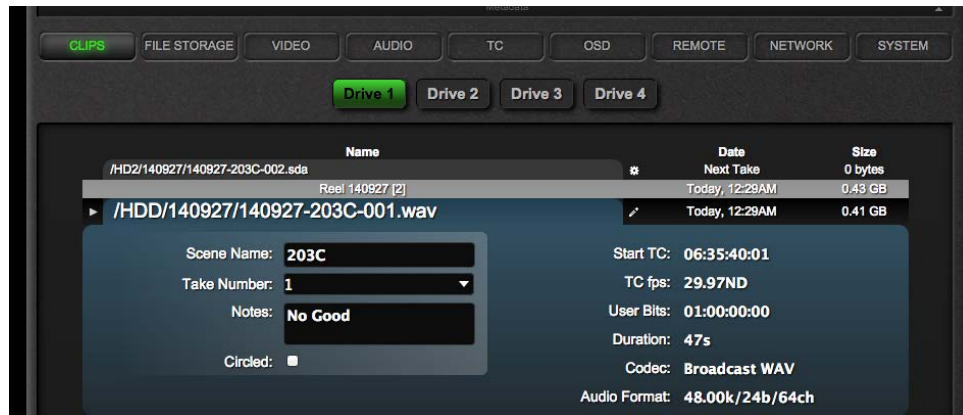 Metadata
CLIPS FILE STORAGE VIDEO AUDIO TC OSD REMOTE NETWORK SYSTEM
Drive 1 Drive 2 Drive 3 Drive 4
Name Date Size
/HD2/140927/140927-203C-002.sda Next Take 0 bytes
Reel 140927 [2] Today, 12:29AM 0.43 GB
/HDD/140927/140927-203C-001.wav Today, 12:29AM 0.41 GB
Scene Name: 203C Start TC: 06:35:40:01
Take Number: 1 TC fps: 29.97ND
Notes: No Good User Bits: 01:00:00:00
Duration: 47s
Circled: Codec: Broadcast WAV
Audio Format: 48.00k/24b/64ch